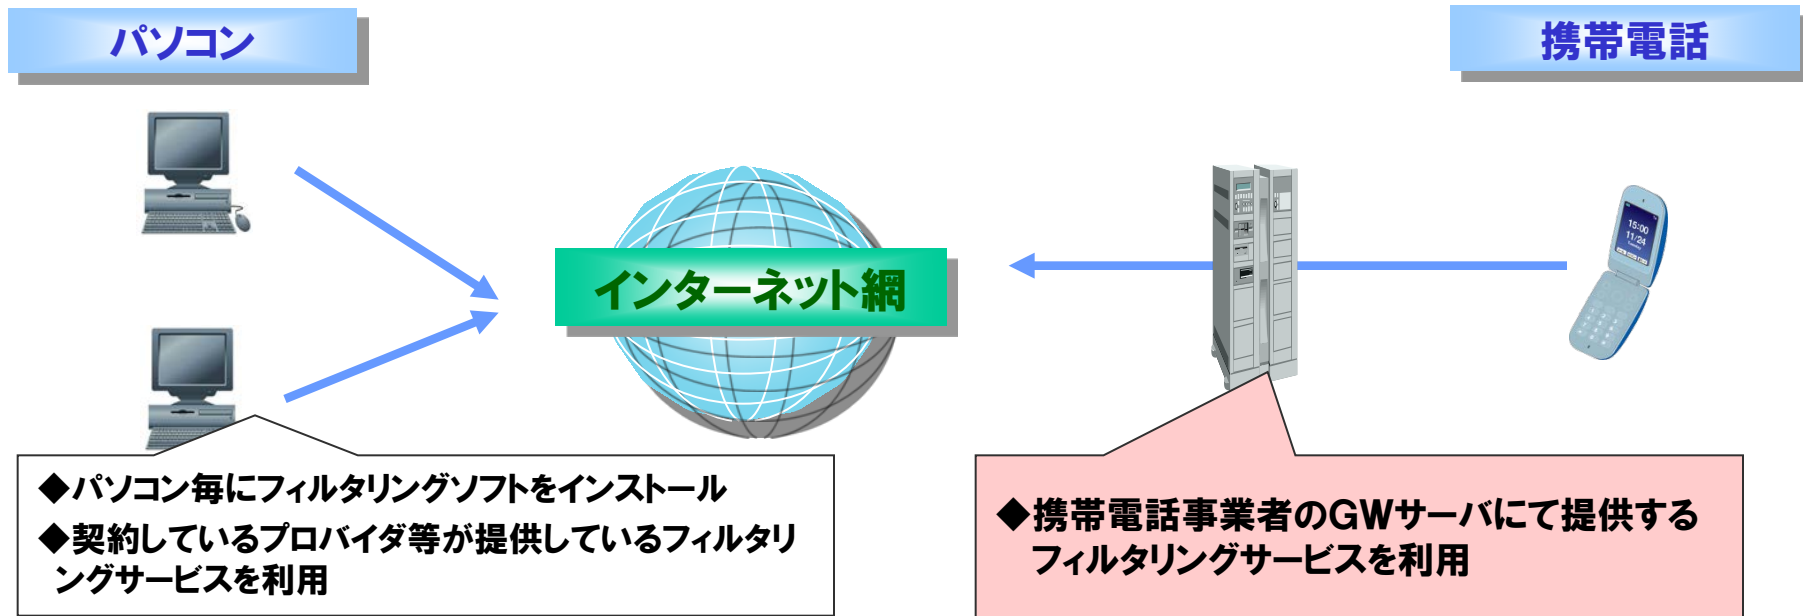 パソコン
携帯電話
15:00
11/24
Tuesday
インターネット網
◆パソコン毎にフィルタリングソフトをインストール
◆契約しているプロバイダ等が提供しているフィルタリ
ングサービスを利用
◆携帯電話事業者のGWサーバにて提供する
フィルタリングサービスを利用